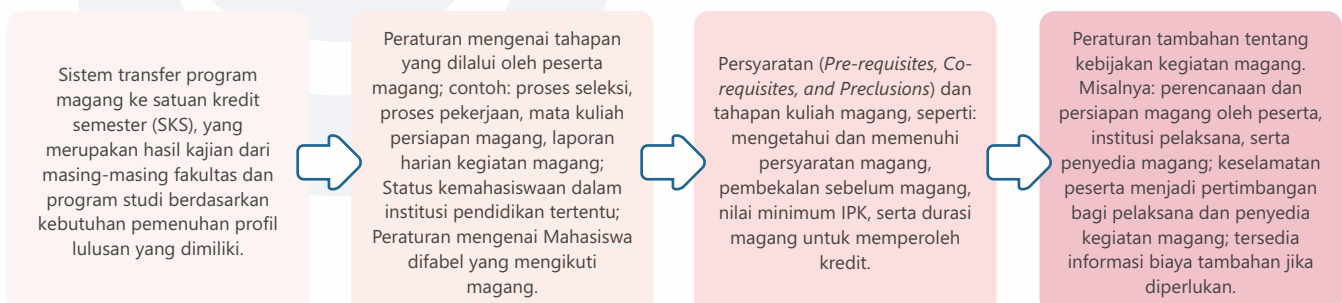 Sistem transfer program
magang ke satuan kredit
semester (SKS), yang
merupakan hasil kajian dari
masing-masing fakultas dan
program studi berdasarkan
kebutuhan pemenuhan profil
lulusan yang dimiliki.
Peraturan mengenai tahapan
yang dilalui oleh peserta
magang; contoh: proses seleksi,
proses pekerjaan, mata kuliah
persiapan magang, laporan
harian kegiatan magang;
Status kemahasiswaan dalam
institusi pendidikan tertentu;
Peraturan mengenai Mahasiswa
difabel yang mengikuti
magang.
Persyaratan (Pre-requisites, Co-
requisites, and Preclusions) dan
tahapan kuliah magang, seperti:
mengetahui dan memenuhi
persyaratan magang,
pembekalan sebelum magang,
nilai minimum IPK, serta durasi
magang untuk memperoleh
kredit.
Peraturan tambahan tentang
kebijakan kegiatan magang.
Misalnya: perencanaan dan
persiapan magang oleh peserta,
institusi pelaksana, serta
penyedia magang; keselamatan
peserta menjadi pertimbangan
bagi pelaksana dan penyedia
kegiatan magang; tersedia
informasi biaya tambahan jika
diperlukan.